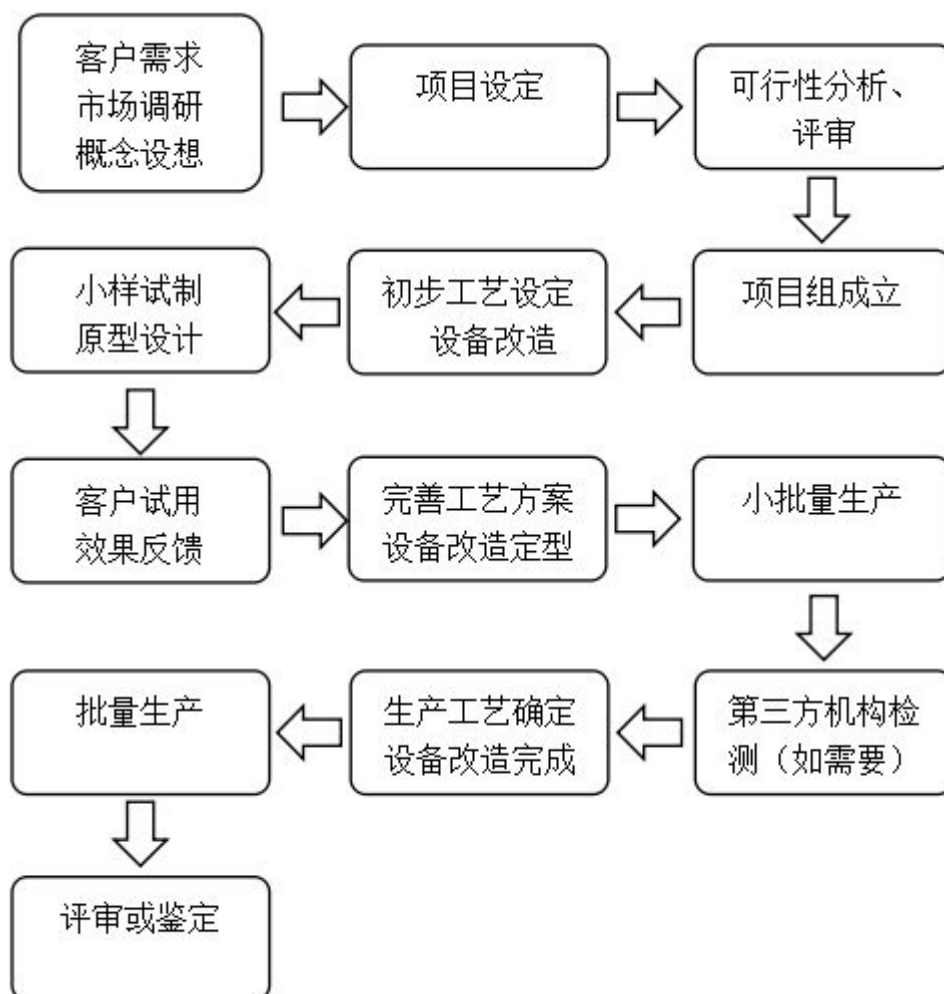 客户需求
市场调研
概念设想
项目设定
可行性分析、
评审
项目组成立
初步工艺设定
设备改造
小样试制
原型设计
客户试用
效果反馈
完善工艺方案
设备改造定型
小批量生产
第三方机构检
测（如需要）
生产工艺确定
设备改造完成
批量生产
评审或鉴定